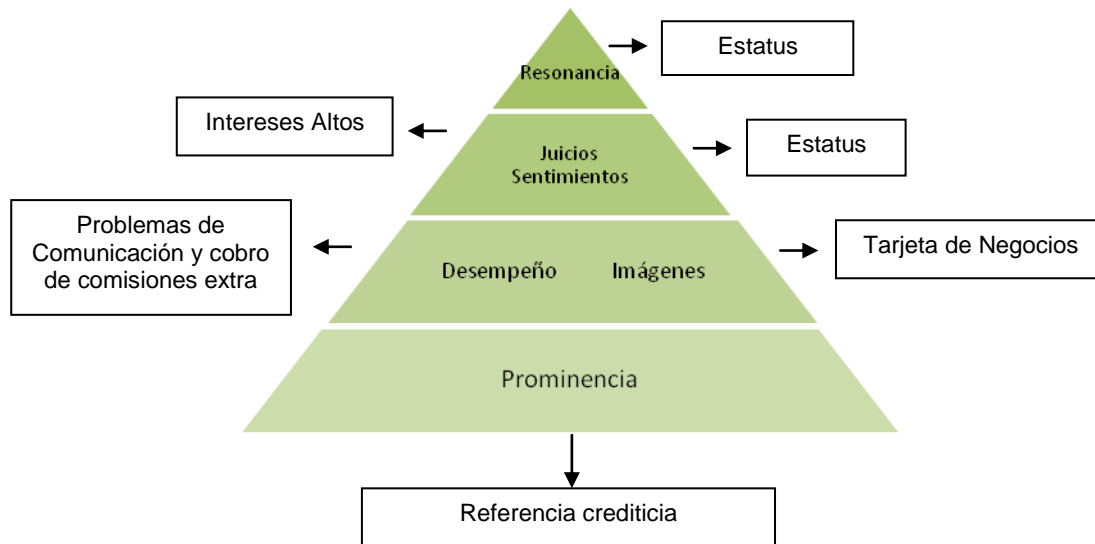 Estatus
Resonancia
Intereses Altos
Estatus
Juicios
Sentimientos
Problemas de
Comunicación y cobro
de comisiones extra
Tarjeta de Negocios
Desempeño Imágenes
Prominencia
Referencia crediticia